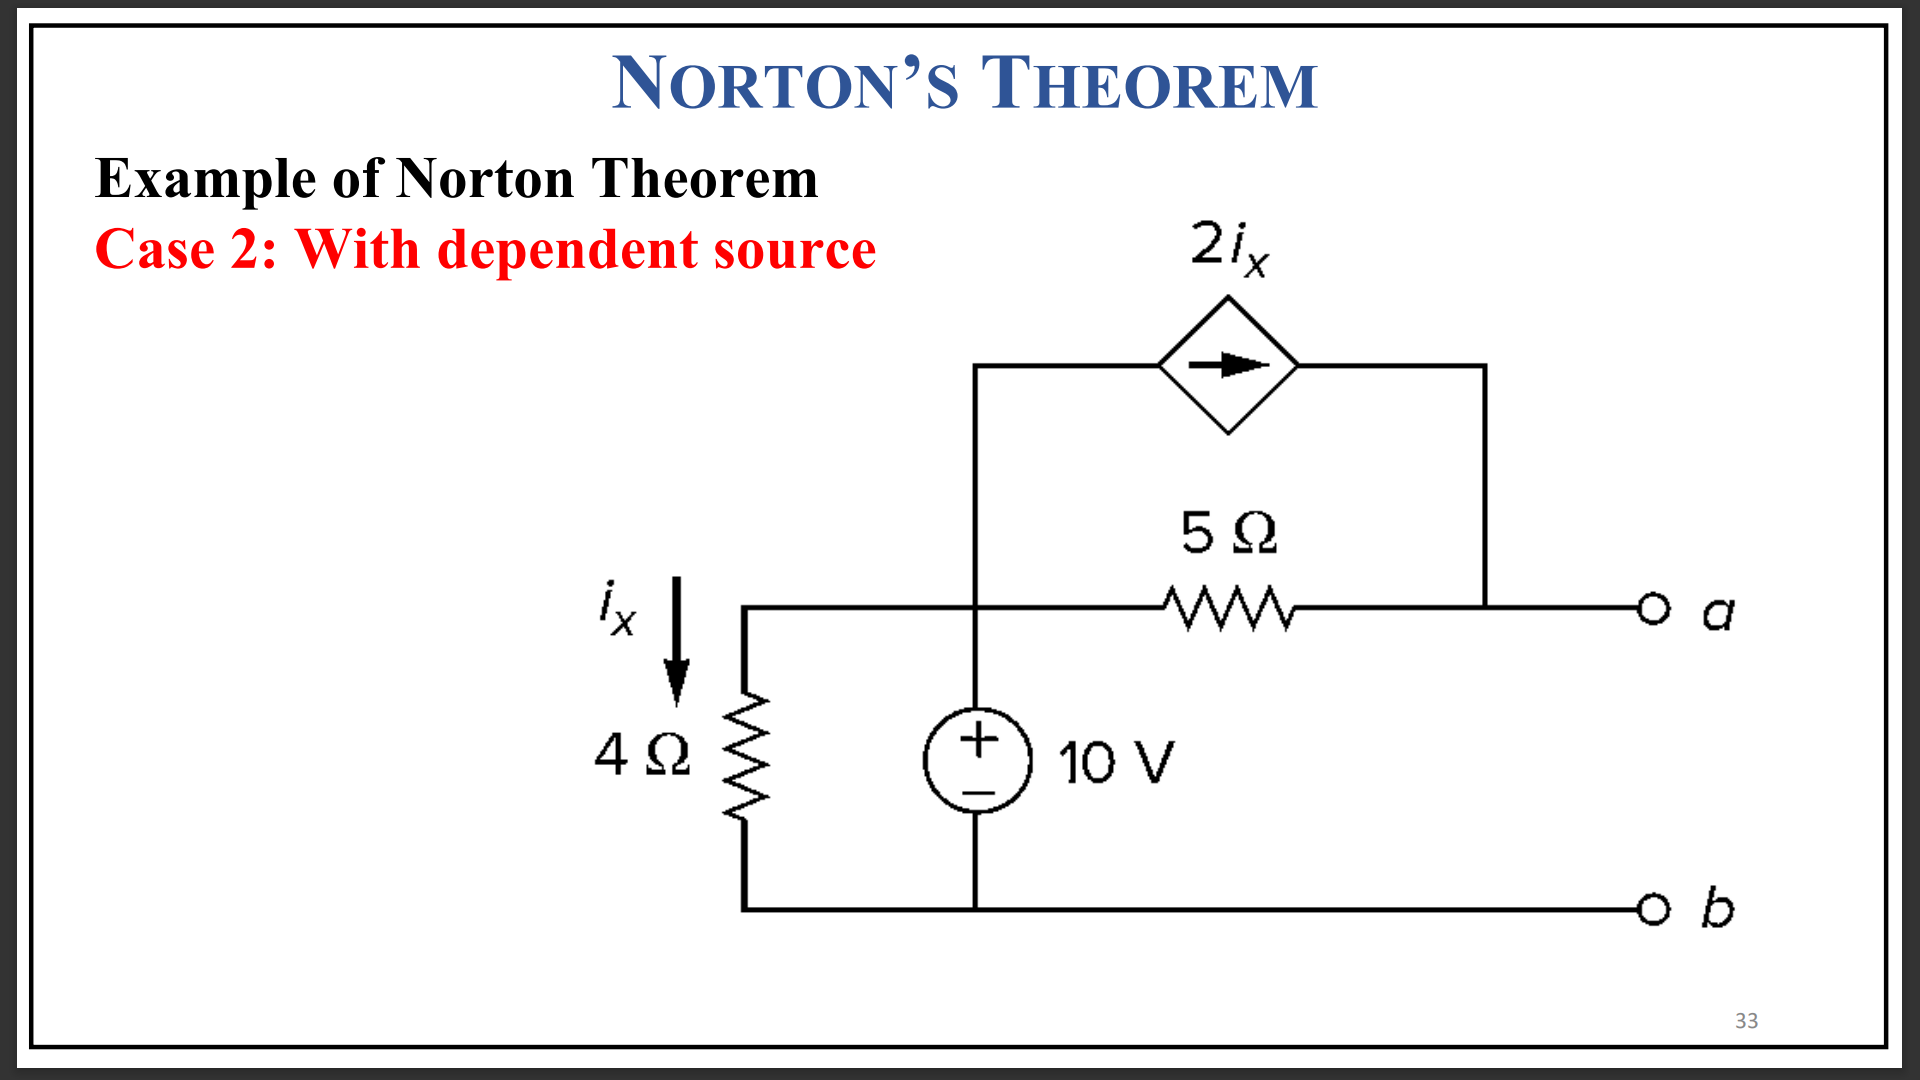 NORTON'S THEOREM
Example of Norton Theorem
Case 2: With dependent source
2ix
5 Ω
ix
a
4 Ω
+
10 V
−
b
33